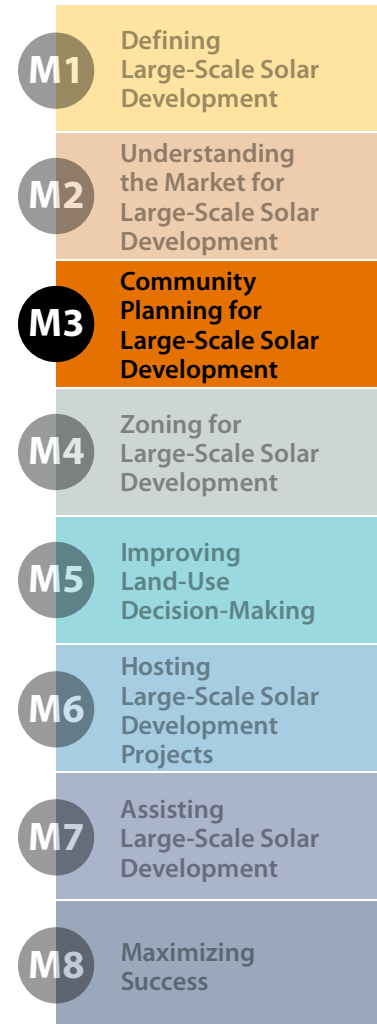 M1
Defining
Large-Scale Solar
Development
M2
Understanding
the Market for
Large-Scale Solar
Development
M3
Community
Planning for
Large-Scale Solar
Development
M4
Zoning for
Large-Scale Solar
Development
M5
Improving
Land-Use
Decision-Making
M6
Hosting
Large-Scale Solar
Development
Projects
M7
Assisting
Large-Scale Solar
Development
M8
Maximizing
Success